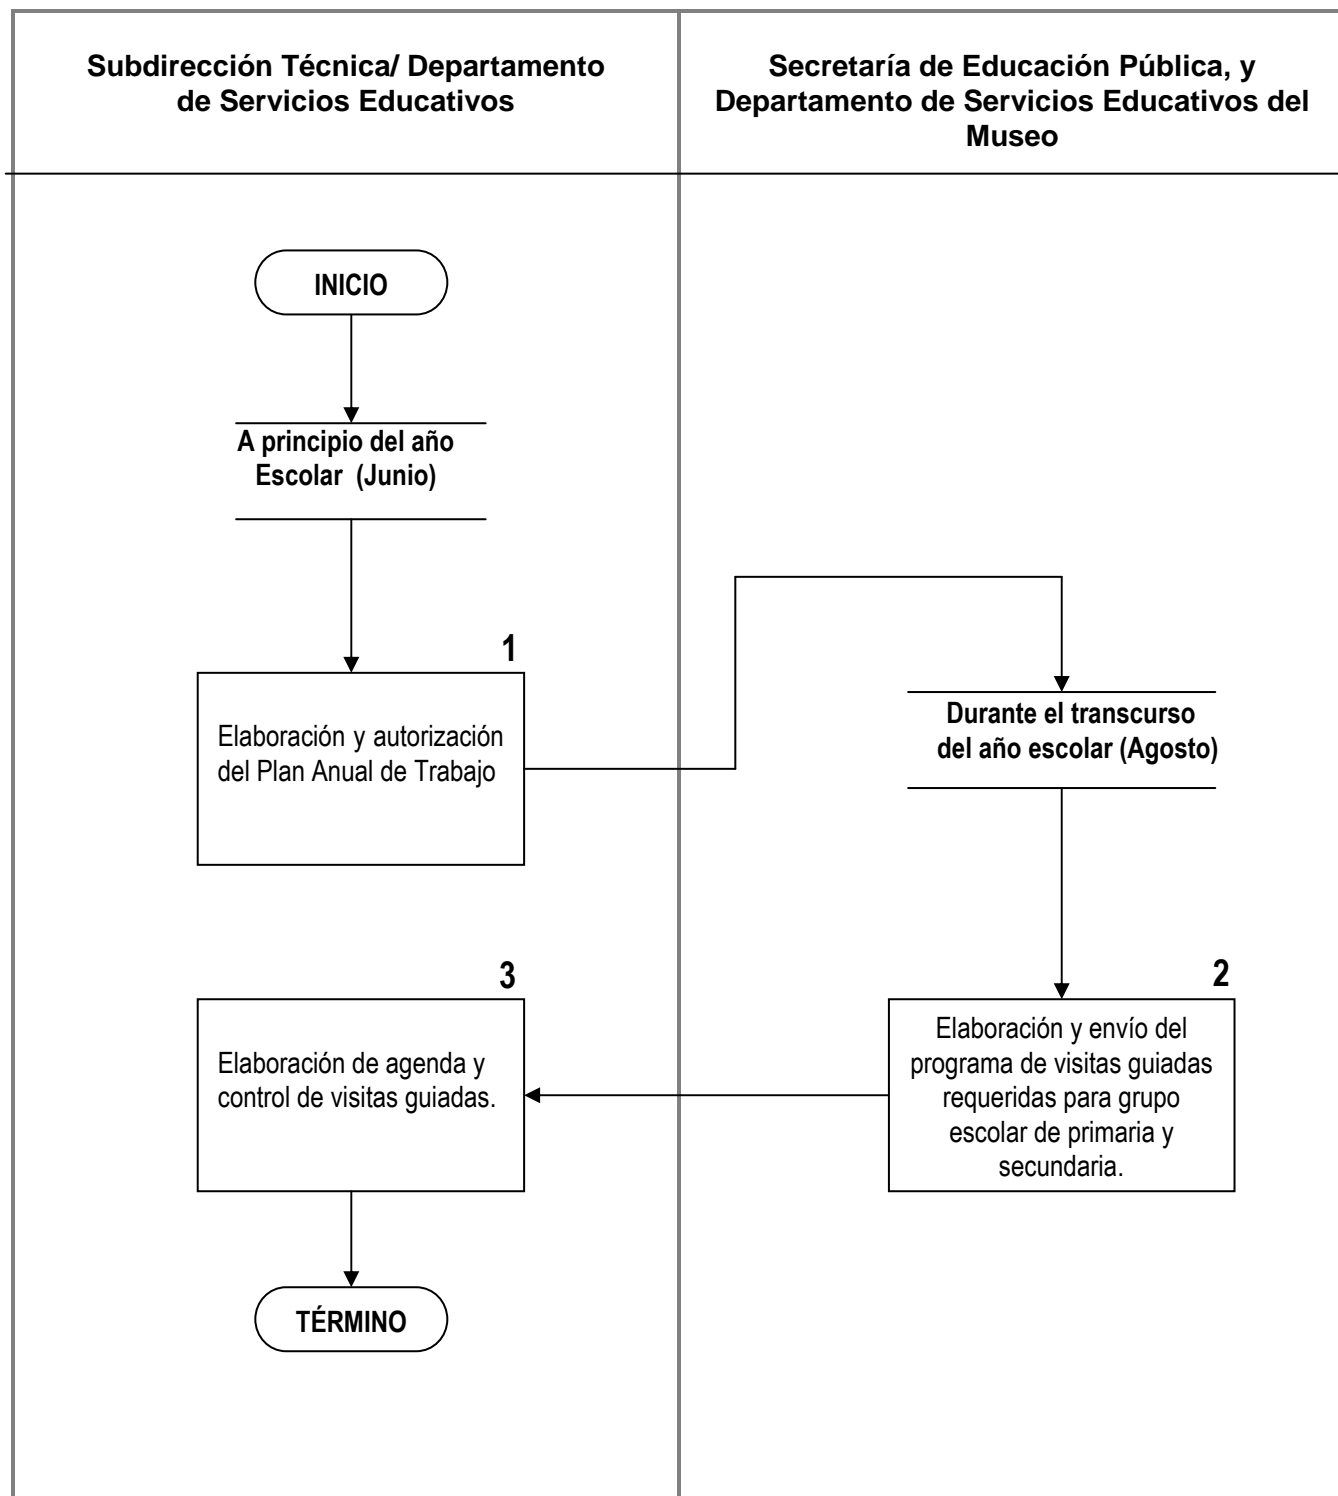 Subdirección Técnica/ Departamento
de Servicios Educativos
Secretaría de Educación Pública, y
Departamento de Servicios Educativos del
Museo
INICIO
A principio del año
Escolar (Junio)
1
Elaboración y autorización
del Plan Anual de Trabajo
Durante el transcurso
del año escolar (Agosto)
2
Elaboración y envío del
programa de visitas guiadas
requeridas para grupo
escolar de primaria y
secundaria.
3
Elaboración de agenda y
control de visitas guiadas.
TÉRMINO